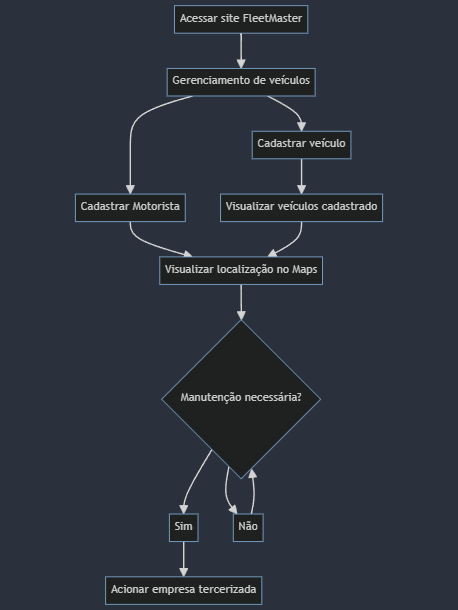 Acessar site FleetMaster
Gerenciamento de veículos
Cadastrar veículo
Cadastrar Motorista
Visualizar veículos cadastrado
Visualizar localização no Maps
Manutenção necessária?
Sim
Não
Acionar empresa tercerizada